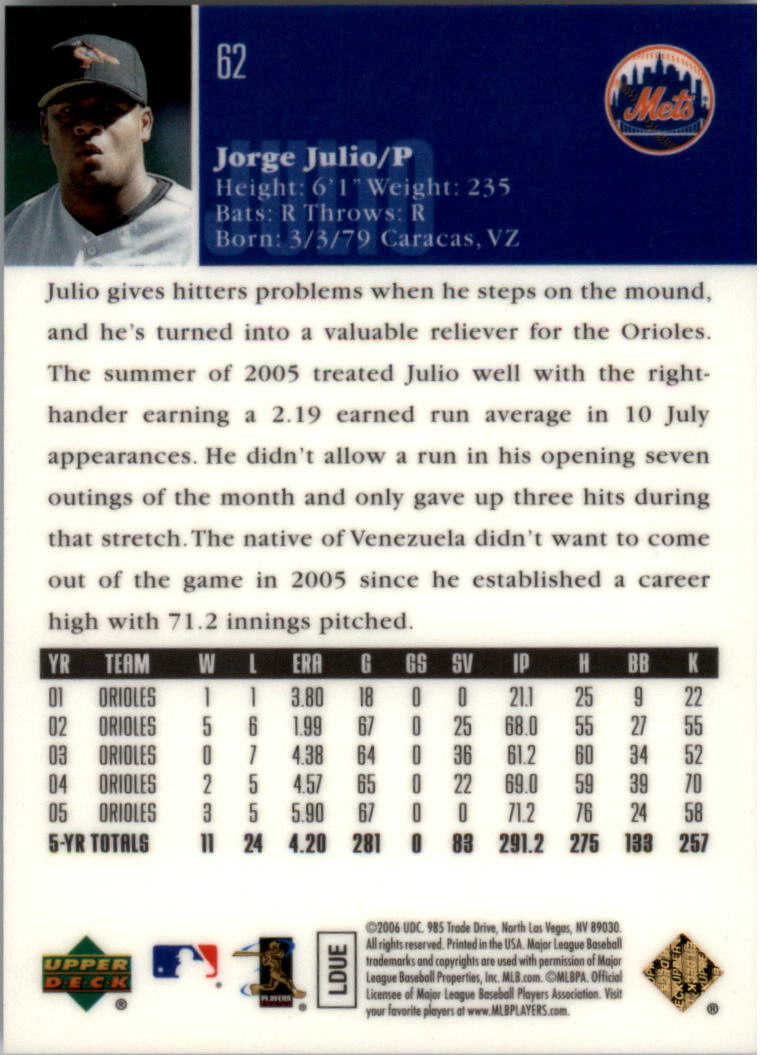 62
Mets
JULIO
Jorge Julio/P
Height: 6'1" Weight: 235
Bats: R Throws: R
Born: 3/3/79 Caracas, VZ
Julio gives hitters problems when he steps on the mound,
and he's turned into a valuable reliever for the Orioles.
The summer of 2005 treated Julio well with the right-
hander earning a 2.19 earned run average in 10 July
appearances. He didn't allow a run in his opening seven
outings of the month and only gave up three hits during
that stretch. The native of Venezuela didn't want to come
out of the game in 2005 since he established a career
high with 71.2 innings pitched.
YR TEAM W L ERA G GS SV IP H BB K
01 ORIOLES 1 1 3.80 18 0 0 21.1 25 9 22
02 ORIOLES 5 6 1.99 67 0 25 68.0 55 27 55
03 ORIOLES 0 7 4.38 64 0 36 61.2 60 34 52
04 ORIOLES 2 5 4.57 65 0 22 69.0 59 39 70
05 ORIOLES 3 5 5.90 67 0 0 71.2 76 24 58
5-YR TOTALS 11 24 4.20 281 0 83 291.2 275 133 257
©2006 UDC. 985 Trade Drive, North Las Vegas, NV 89030.
All rights reserved. Printed in the USA. Major League Baseball
trademarks and copyrights are used with permission of Major
League Baseball Properties, Inc. MLB.com. ©MLBPA. Official
Licensee of Major League Baseball Players Association. Visit
your favorite players at www.MLBPLAYERS.com.
UPPER
DECK
®
PLAYERS
®
LDUE
®